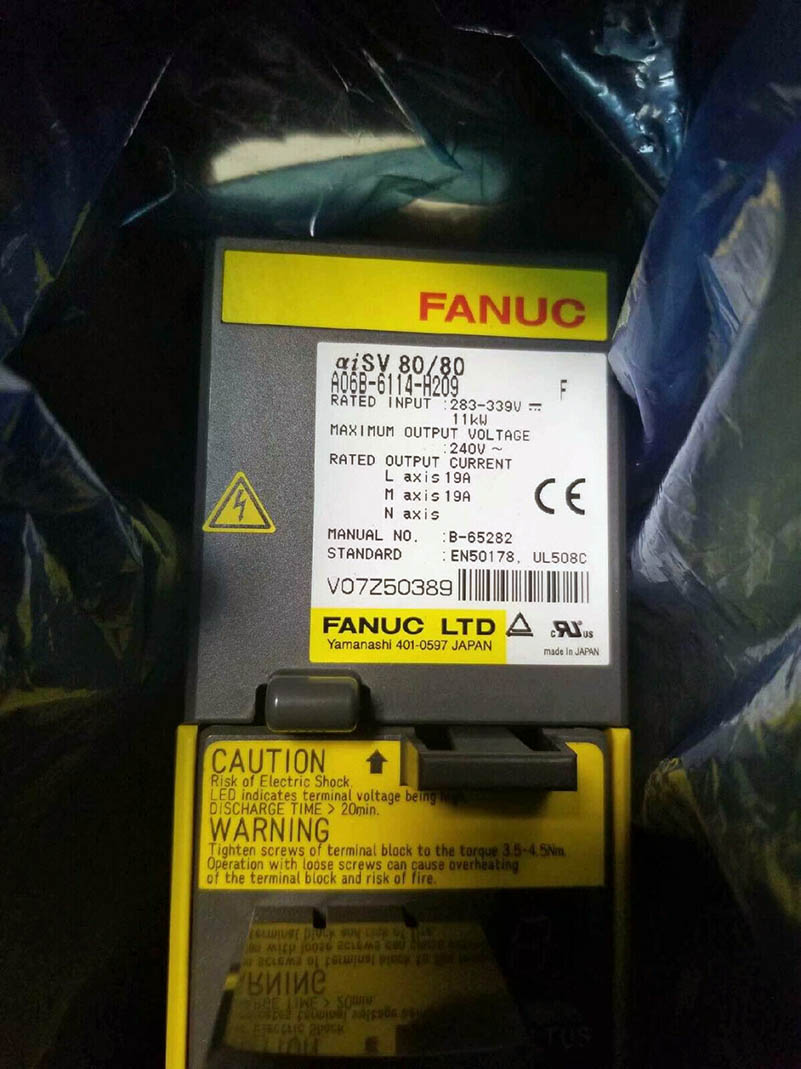 FANUC
αiSV 80/80
A06B-6114-H209 F
RATED INPUT :283-339V ⎓
11kW
MAXIMUM OUTPUT VOLTAGE
:240V ~
RATED OUTPUT CURRENT
L axis 19A
M axis 19A
N axis
CE
MANUAL NO. :B-65282
STANDARD :EN50178, UL508C
V07Z50389
FANUC LTD
Yamanashi 401-0597 JAPAN
c RU us
made in JAPAN
CAUTION
Risk of Electric Shock.
LED indicates terminal voltage being
DISCHARGE TIME > 20min.
WARNING
Tighten screws of terminal block to the torque 3.5-4.5Nm.
Operation with loose screws can cause overheating
of the terminal block and risk of fire.